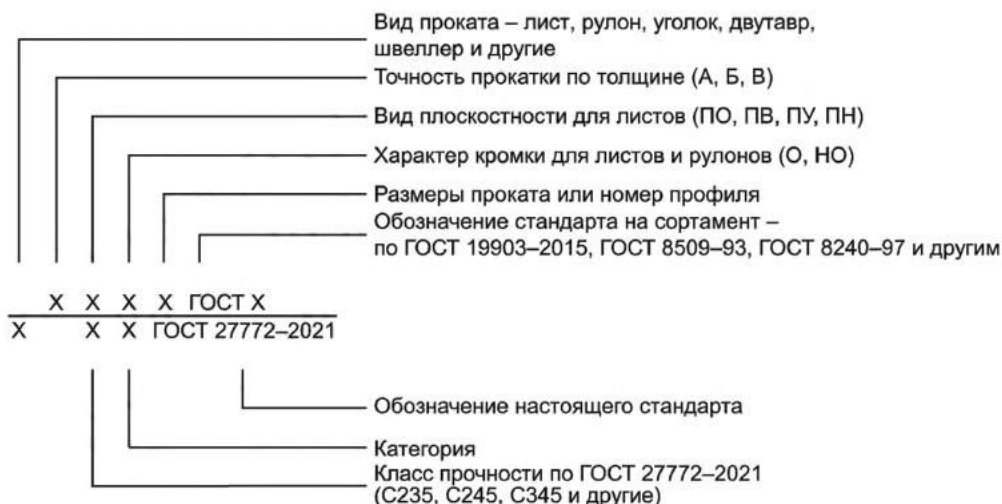 Вид проката – лист, рулон, уголок, двутавр,
швеллер и другие
Точность прокатки по толщине (А, Б, В)
Вид плоскостности для листов (ПО, ПВ, ПУ, ПН)
Характер кромки для листов и рулонов (О, НО)
Размеры проката или номер профиля
Обозначение стандарта на сортамент –
по ГОСТ 19903–2015, ГОСТ 8509–93, ГОСТ 8240–97 и другим
Х Х Х Х ГОСТ Х
Х Х Х ГОСТ 27772–2021
Обозначение настоящего стандарта
Категория
Класс прочности по ГОСТ 27772–2021
(С235, С245, С345 и другие)